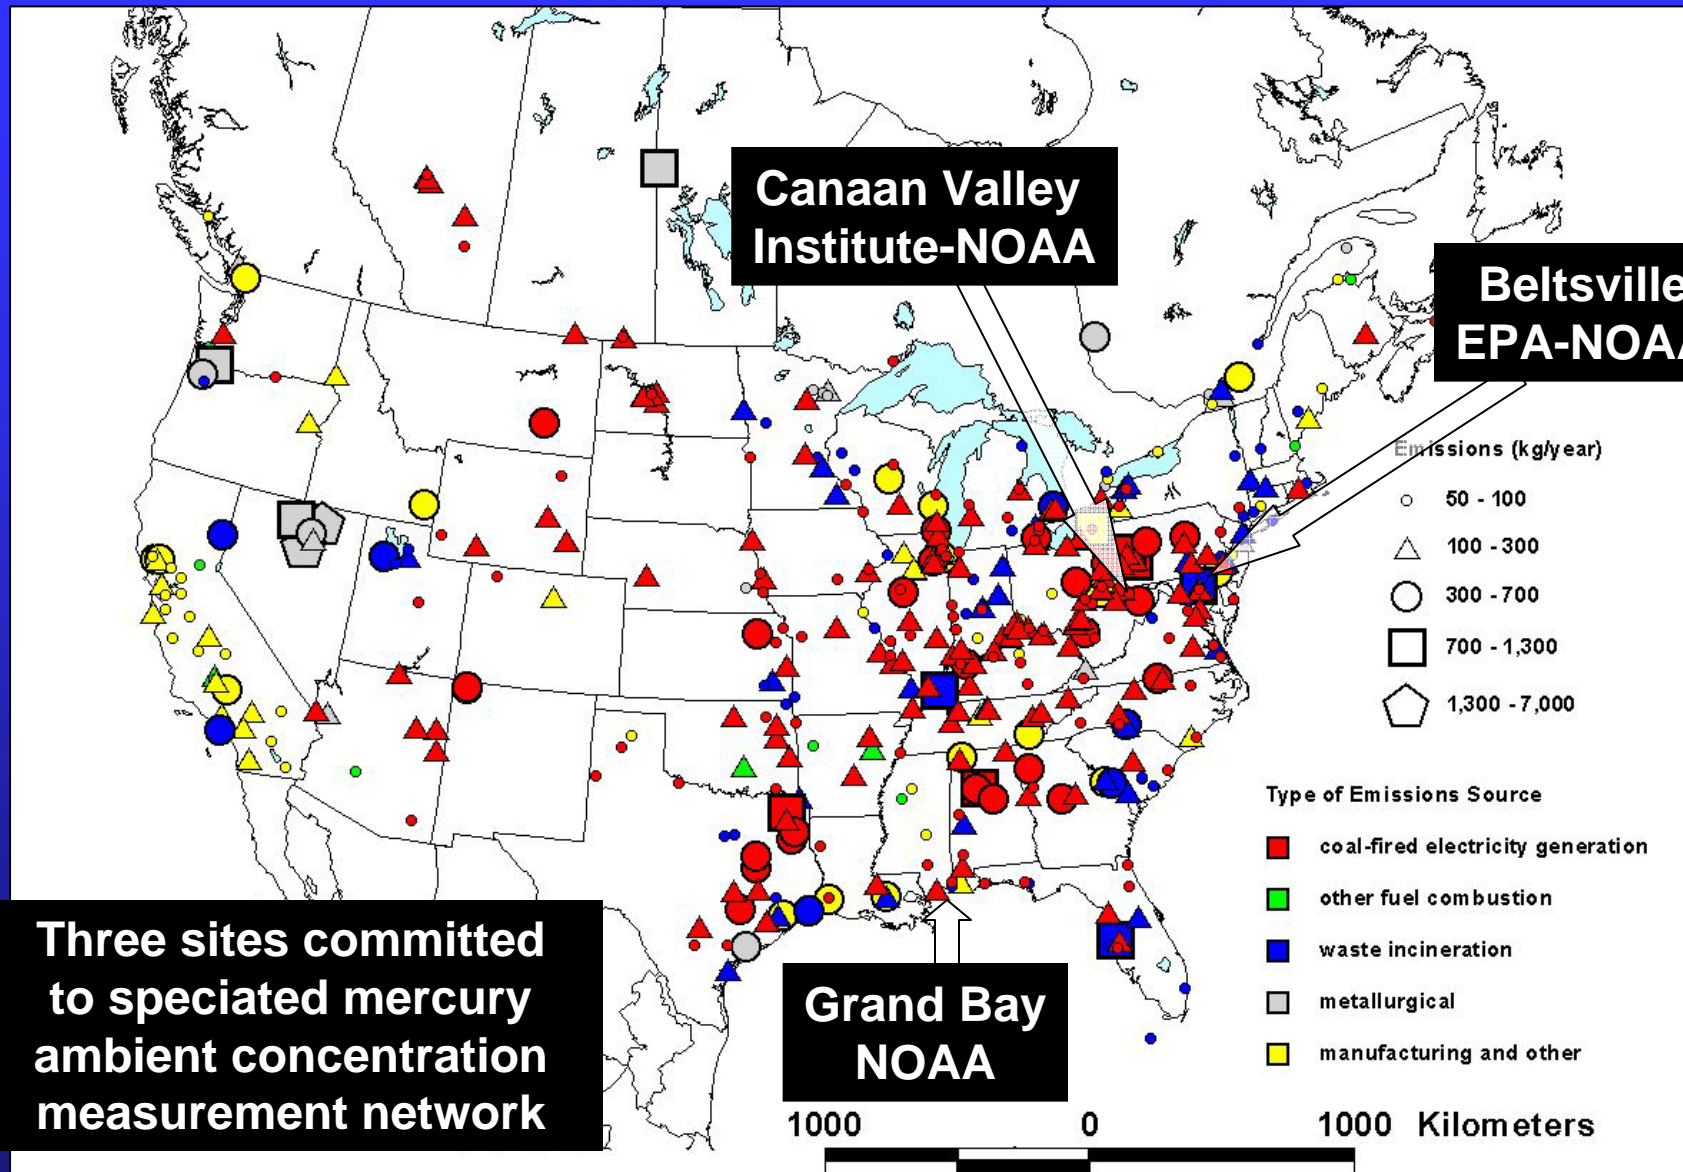 Canaan Valley
Institute-NOAA
Beltsville
EPA-NOAA
Emissions (kg/year)
50 - 100
100 - 300
300 - 700
700 - 1,300
1,300 - 7,000
Type of Emissions Source
coal-fired electricity generation
other fuel combustion
waste incineration
metallurgical
manufacturing and other
Three sites committed
to speciated mercury
ambient concentration
measurement network
Grand Bay
NOAA
1000 0 1000 Kilometers